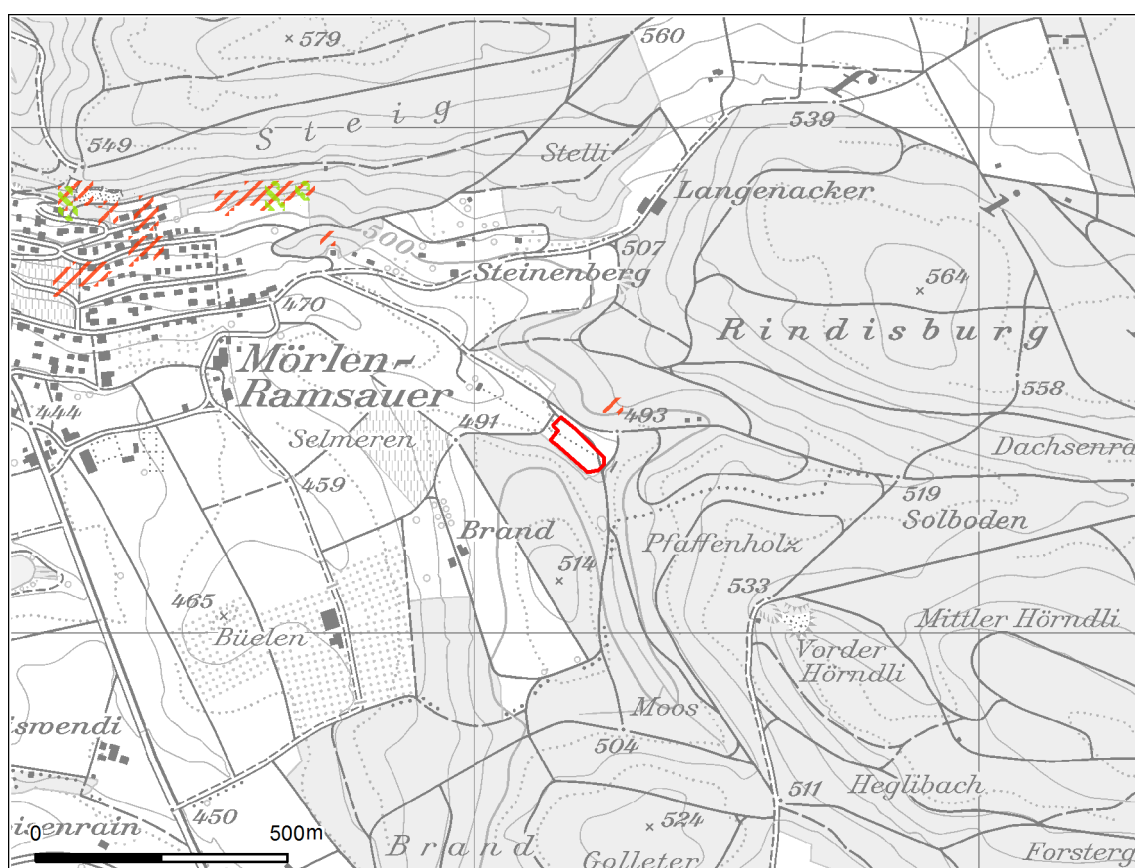 579
560
549
Steig
539
Stelli
Langenacker
500
507
Steinenberg
564
470
Rindisburg
Mörlen-
Ramsauer
558
444
491
493
Selmeren
Dachsenra
459
519
Solboden
Brand
Pfaffenholz
514
533
465
Büelen
Mittler Hörndli
Vorder
Hörndli
Moos
504
511
Heglibach
450
0
500m
524
Brand
Golleter
Forsterg